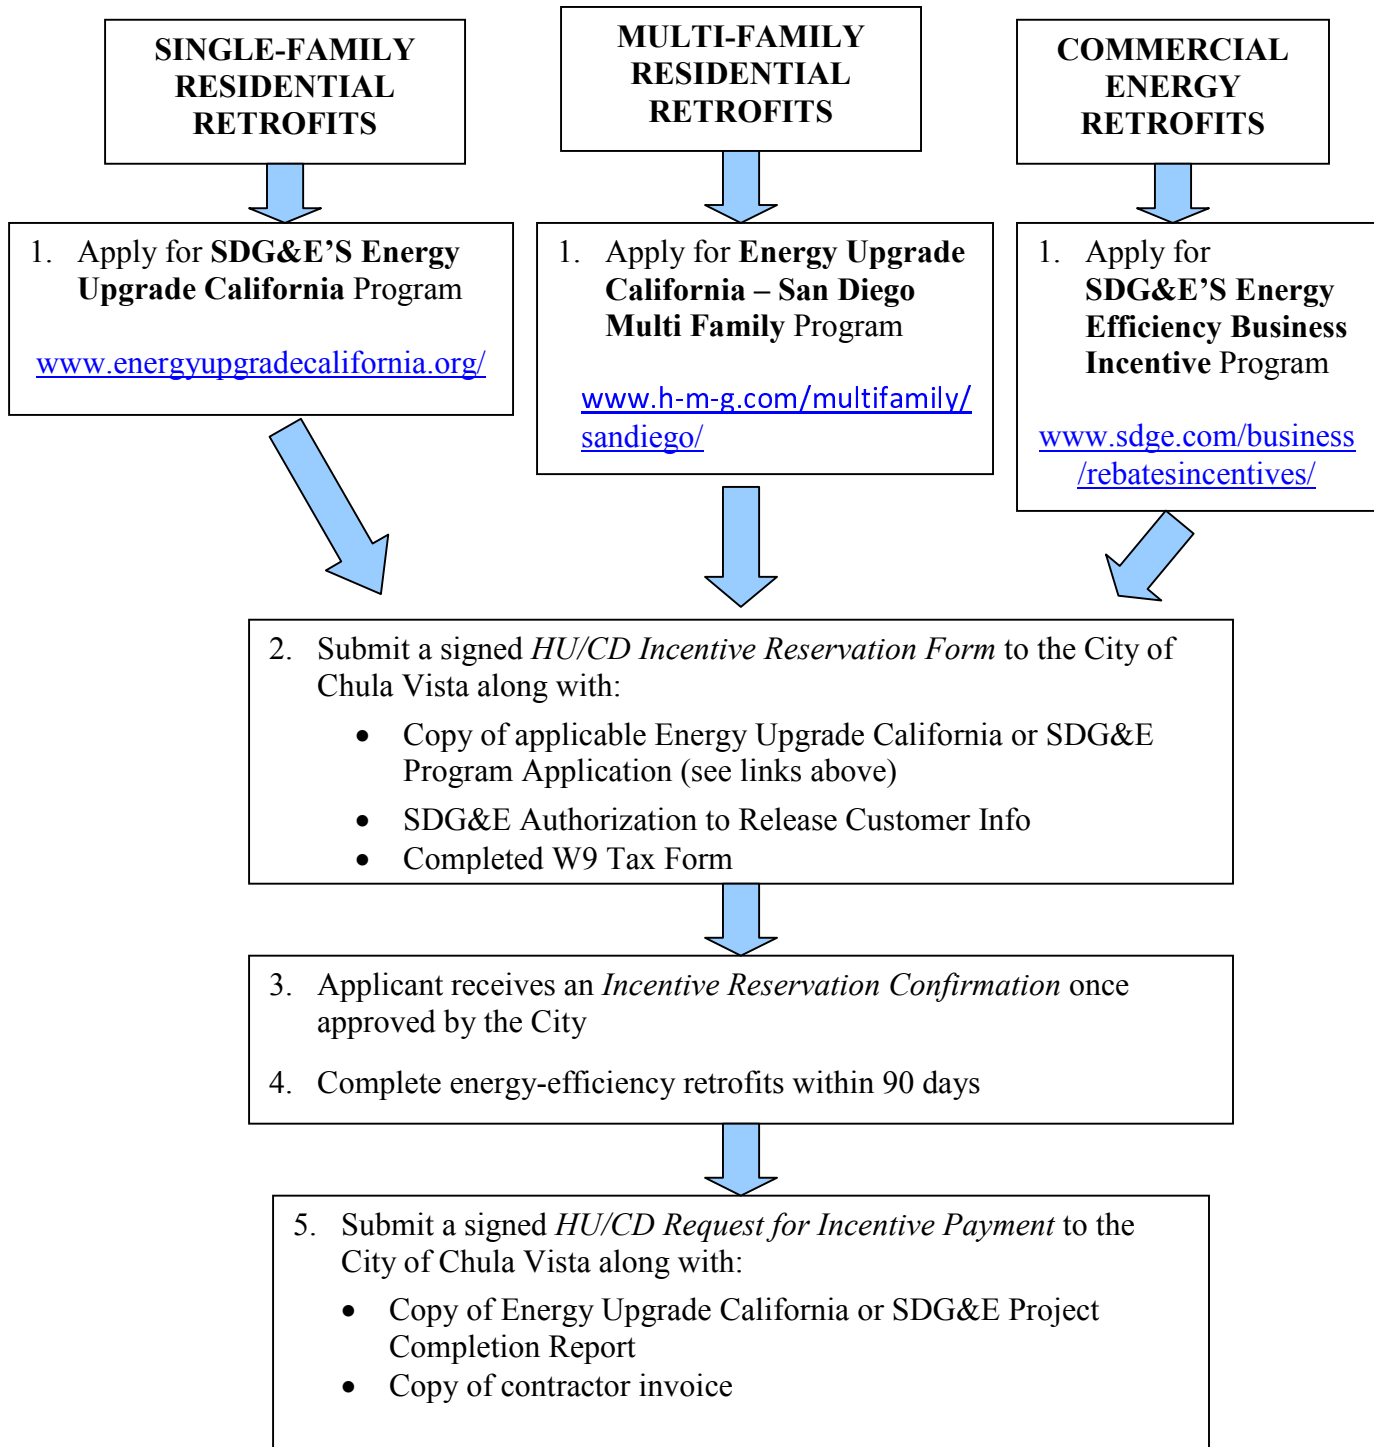 SINGLE-FAMILY
RESIDENTIAL
RETROFITS
MULTI-FAMILY
RESIDENTIAL
RETROFITS
COMMERCIAL
ENERGY
RETROFITS
1. Apply for SDG&E'S Energy
Upgrade California Program
www.energyupgradecalifornia.org/
1. Apply for Energy Upgrade
California – San Diego
Multi Family Program
www.h-m-g.com/multifamily/
sandiego/
1. Apply for
SDG&E'S Energy
Efficiency Business
Incentive Program
www.sdge.com/business
/rebatesincentives/
2. Submit a signed HU/CD Incentive Reservation Form to the City of
Chula Vista along with:
• Copy of applicable Energy Upgrade California or SDG&E
Program Application (see links above)
• SDG&E Authorization to Release Customer Info
• Completed W9 Tax Form
3. Applicant receives an Incentive Reservation Confirmation once
approved by the City
4. Complete energy-efficiency retrofits within 90 days
5. Submit a signed HU/CD Request for Incentive Payment to the
City of Chula Vista along with:
• Copy of Energy Upgrade California or SDG&E Project
Completion Report
• Copy of contractor invoice